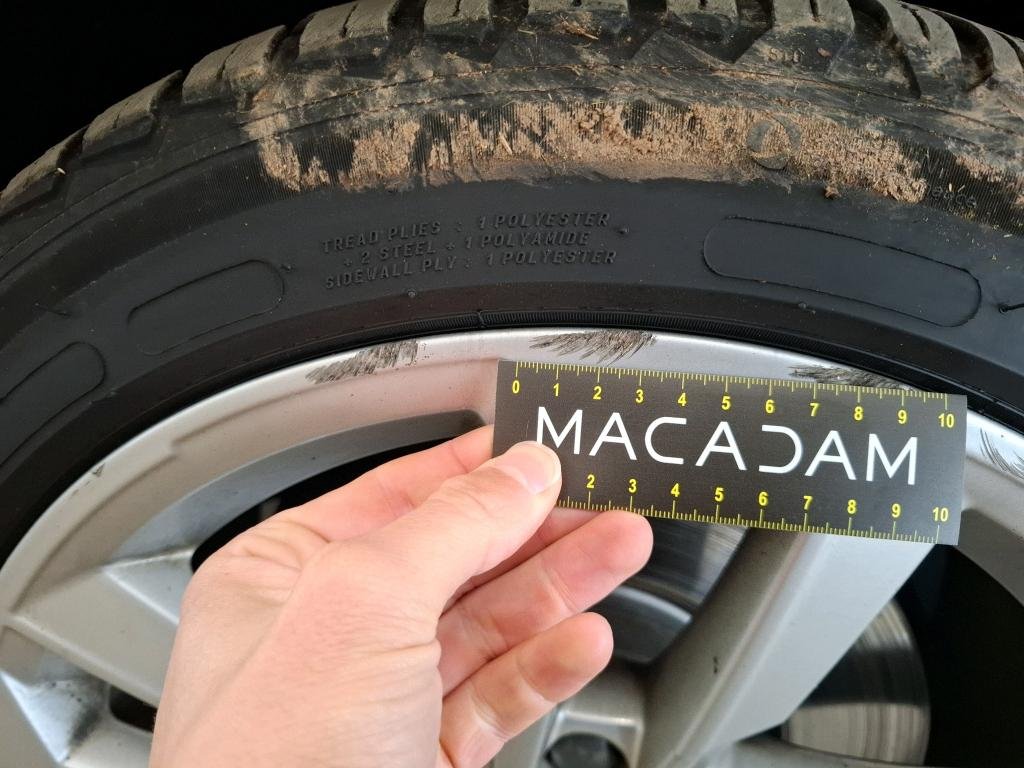 TREAD PLIES : 1 POLYESTER
+ 2 STEEL + 1 POLYAMIDE
SIDEWALL PLY : 1 POLYESTER
0 1 2 3 4 5 6 7 8 9 10
MACADAM
2 3 4 5 6 7 8 9 10